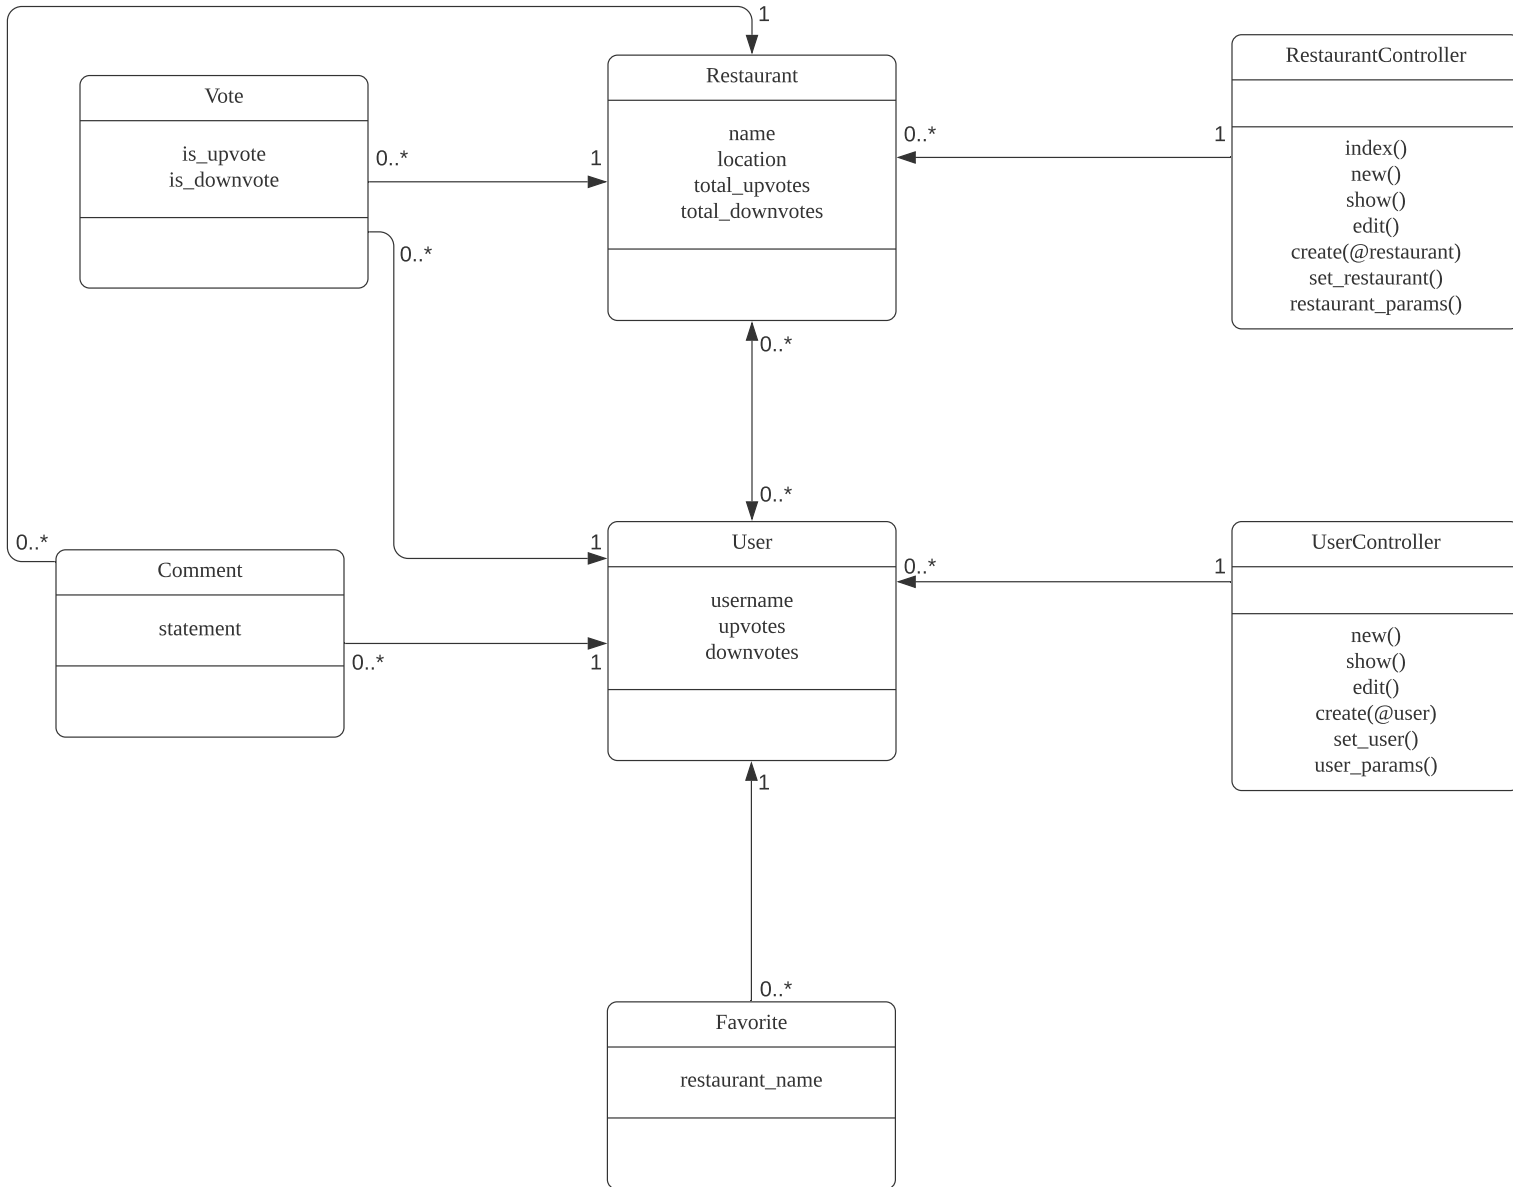 1
Restaurant
name
location
total_upvotes
total_downvotes
RestaurantController
index()
new()
show()
edit()
create(@restaurant)
set_restaurant()
restaurant_params()
Vote
is_upvote
is_downvote
0..*
1
0..*
1
0..*
0..*
0..*
0..*
1
Comment
statement
0..*
0..*
1
User
username
upvotes
downvotes
0..*
1
UserController
new()
show()
edit()
create(@user)
set_user()
user_params()
1
0..*
Favorite
restaurant_name